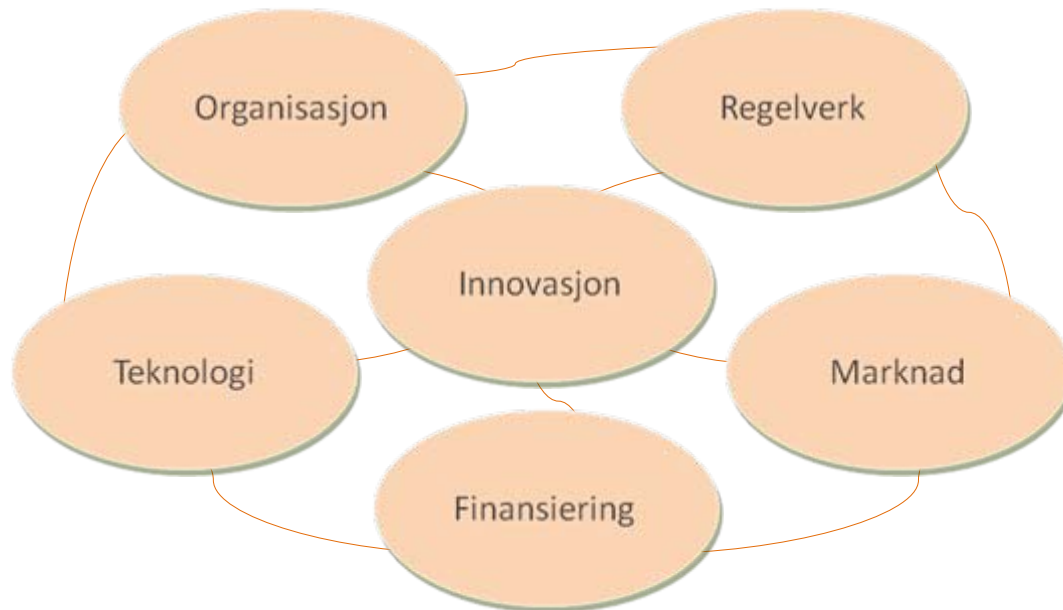 Organisasjon
Regelverk
Innovasjon
Teknologi
Marknad
Finansiering